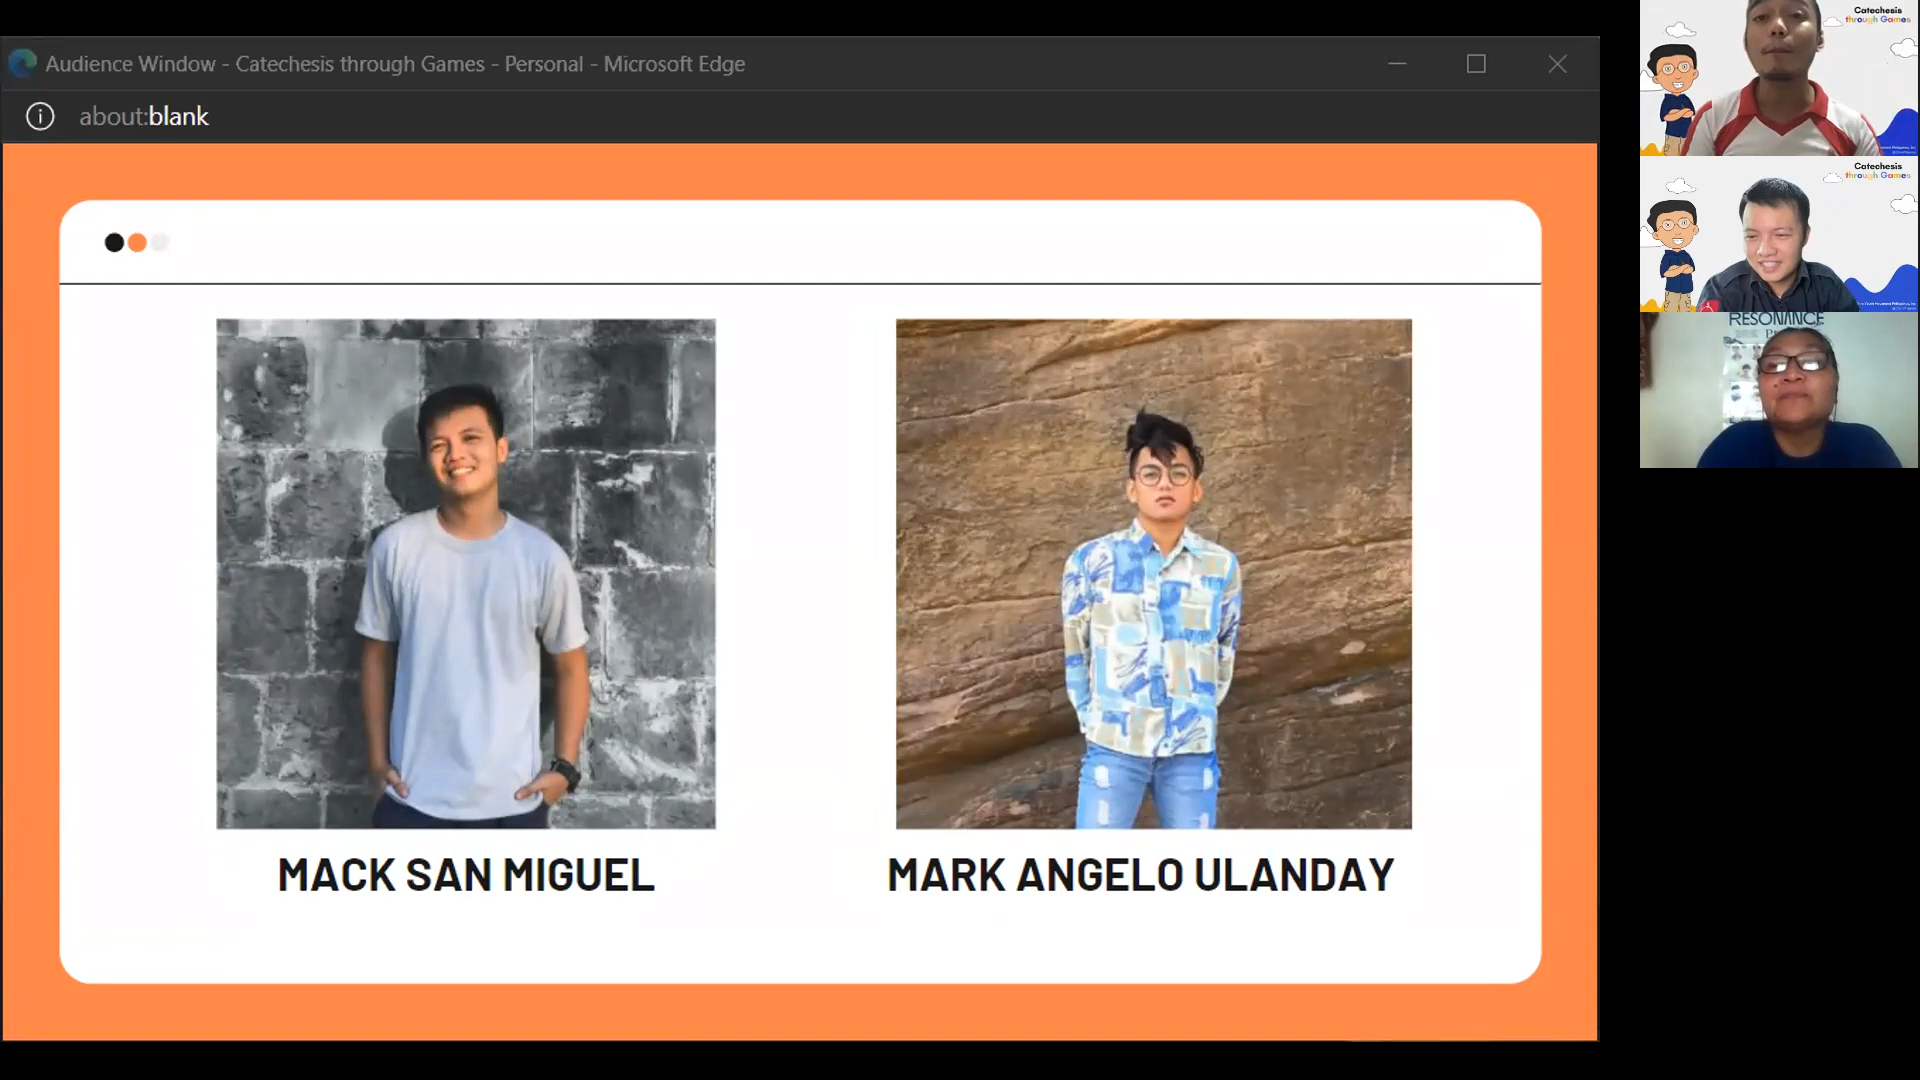 Audience Window - Catechesis through Games - Personal - Microsoft Edge
about:blank
MACK SAN MIGUEL
MARK ANGELO ULANDAY
Catechesis
through Games
Catechesis
through Games
RESONANCE